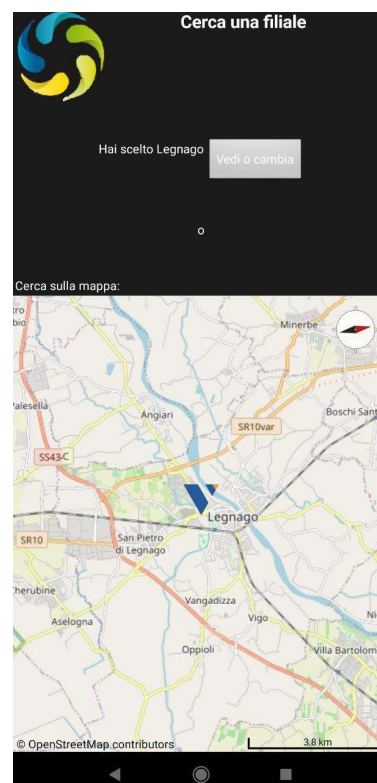 Cerca una filiale
Hai scelto Legnago
Vedi o cambia
o
Cerca sulla mappa:
Minerbe
Angiari
Boschi Sant
SR10var
SS434C
Legnago
SR10
San Pietro
di Legnago
Vangadizza
Aselogna
Vigo
Oppioli
Villa Bartolom
© OpenStreetMap contributors
3.8 km